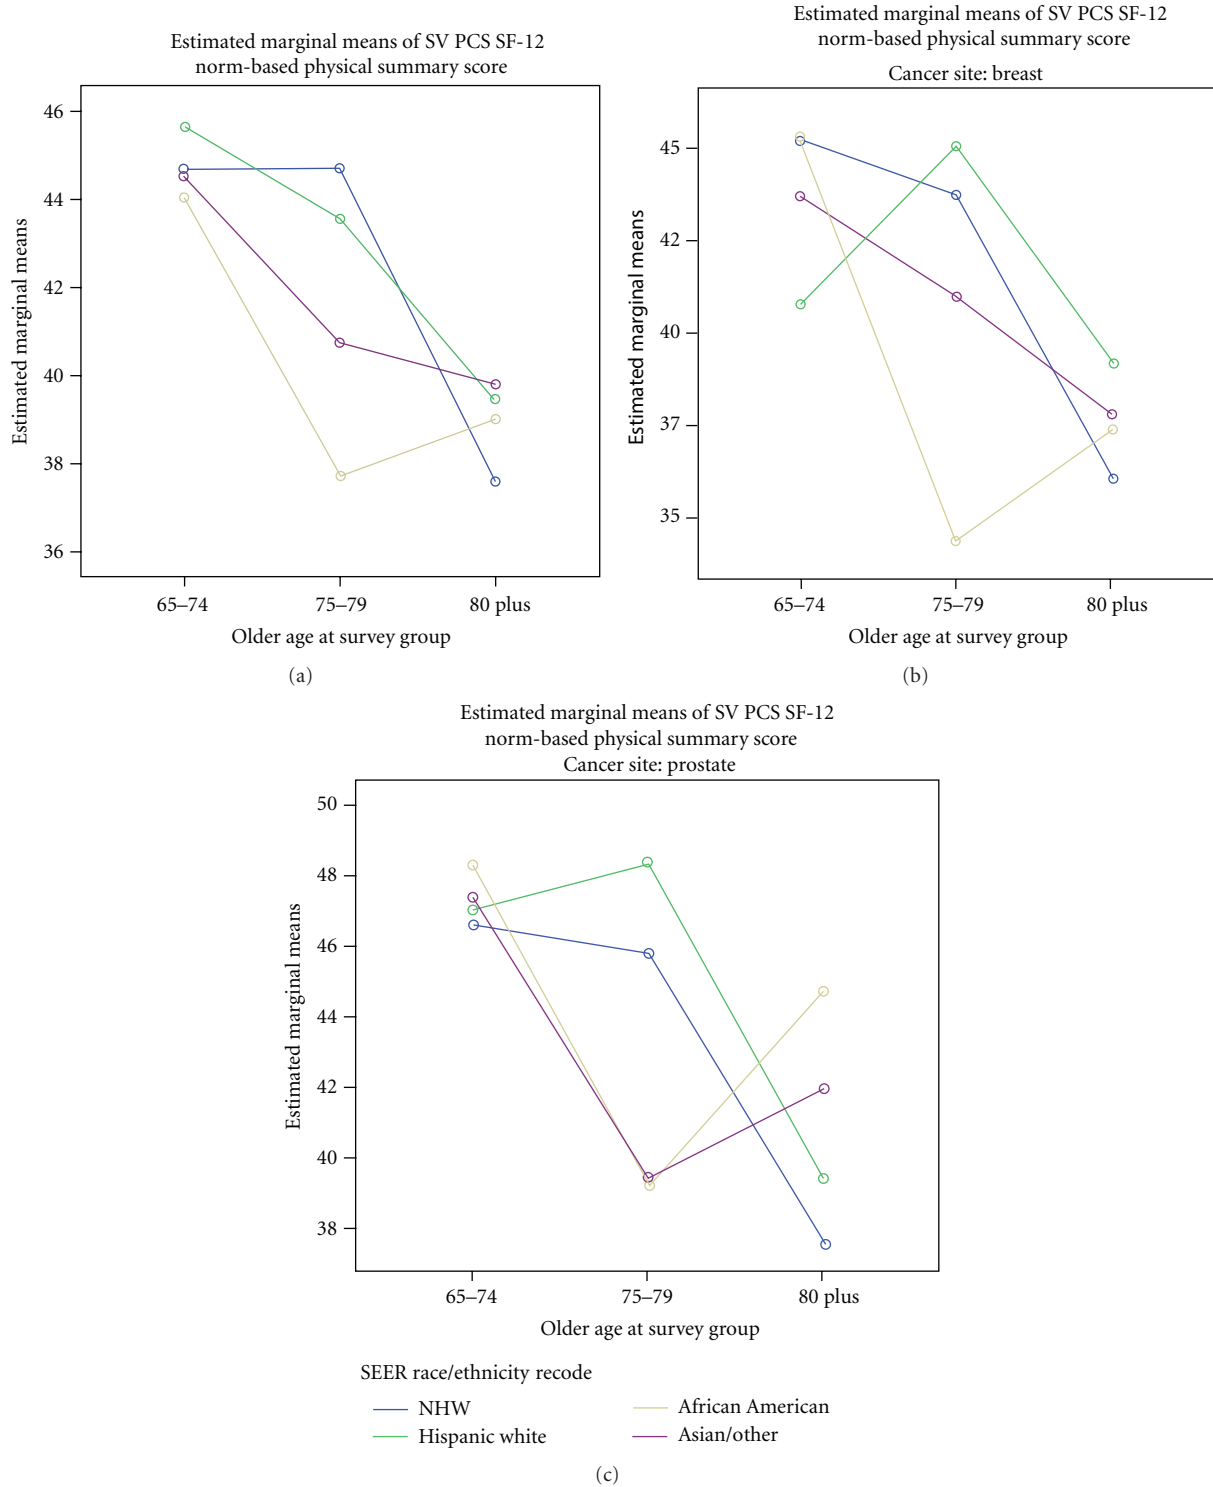 Estimated marginal means of SV PCS SF-12
norm-based physical summary score
46
44
42
40
38
36
Estimated marginal means
65–74
75–79
80 plus
Older age at survey group
(a)
Estimated marginal means of SV PCS SF-12
norm-based physical summary score
Cancer site: breast
45
42
40
37
35
Estimated marginal means
65–74
75–79
80 plus
Older age at survey group
(b)
Estimated marginal means of SV PCS SF-12
norm-based physical summary score
Cancer site: prostate
50
48
46
44
42
40
38
Estimated marginal means
65–74
75–79
80 plus
Older age at survey group
SEER race/ethnicity recode
NHW
Hispanic white
African American
Asian/other
(c)